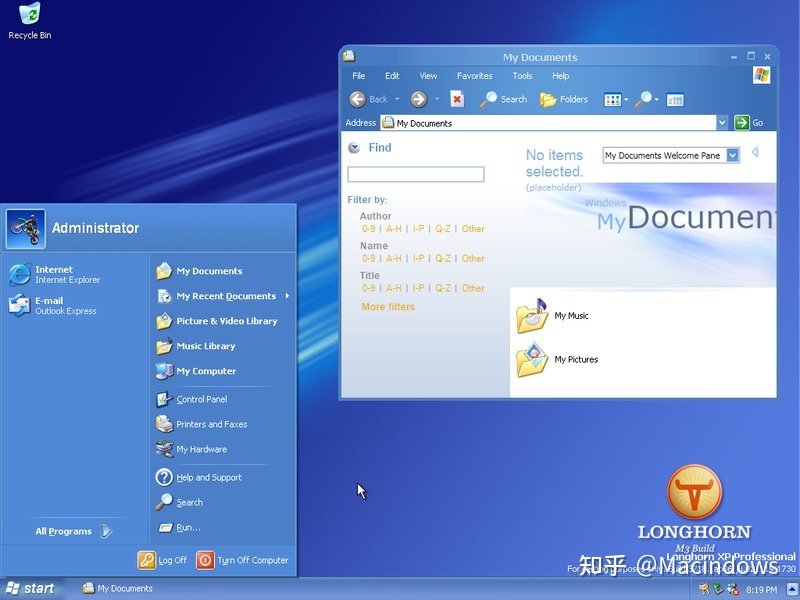 Recycle Bin
My Documents
File Edit View Favorites Tools Help
Back Search Folders
Address My Documents Go
Find
No items selected.
(placeholder)
My Documents Welcome Pane
Windows
MyDocument
Filter by:
Author
0-9 | A-H | I-P | Q-Z | Other
Name
0-9 | A-H | I-P | Q-Z | Other
Title
0-9 | A-H | I-P | Q-Z | Other
More filters
My Music
My Pictures
Administrator
Internet
Internet Explorer
E-mail
Outlook Express
All Programs
My Documents
My Recent Documents
Picture & Video Library
Music Library
My Computer
Control Panel
Printers and Faxes
My Hardware
Help and Support
Search
Run...
Log Off Turn Off Computer
LONGHORN
M3 Build
Longhorn XP Professional
For testing purposes
知乎 @MacIndows
start My Documents 8:19 PM